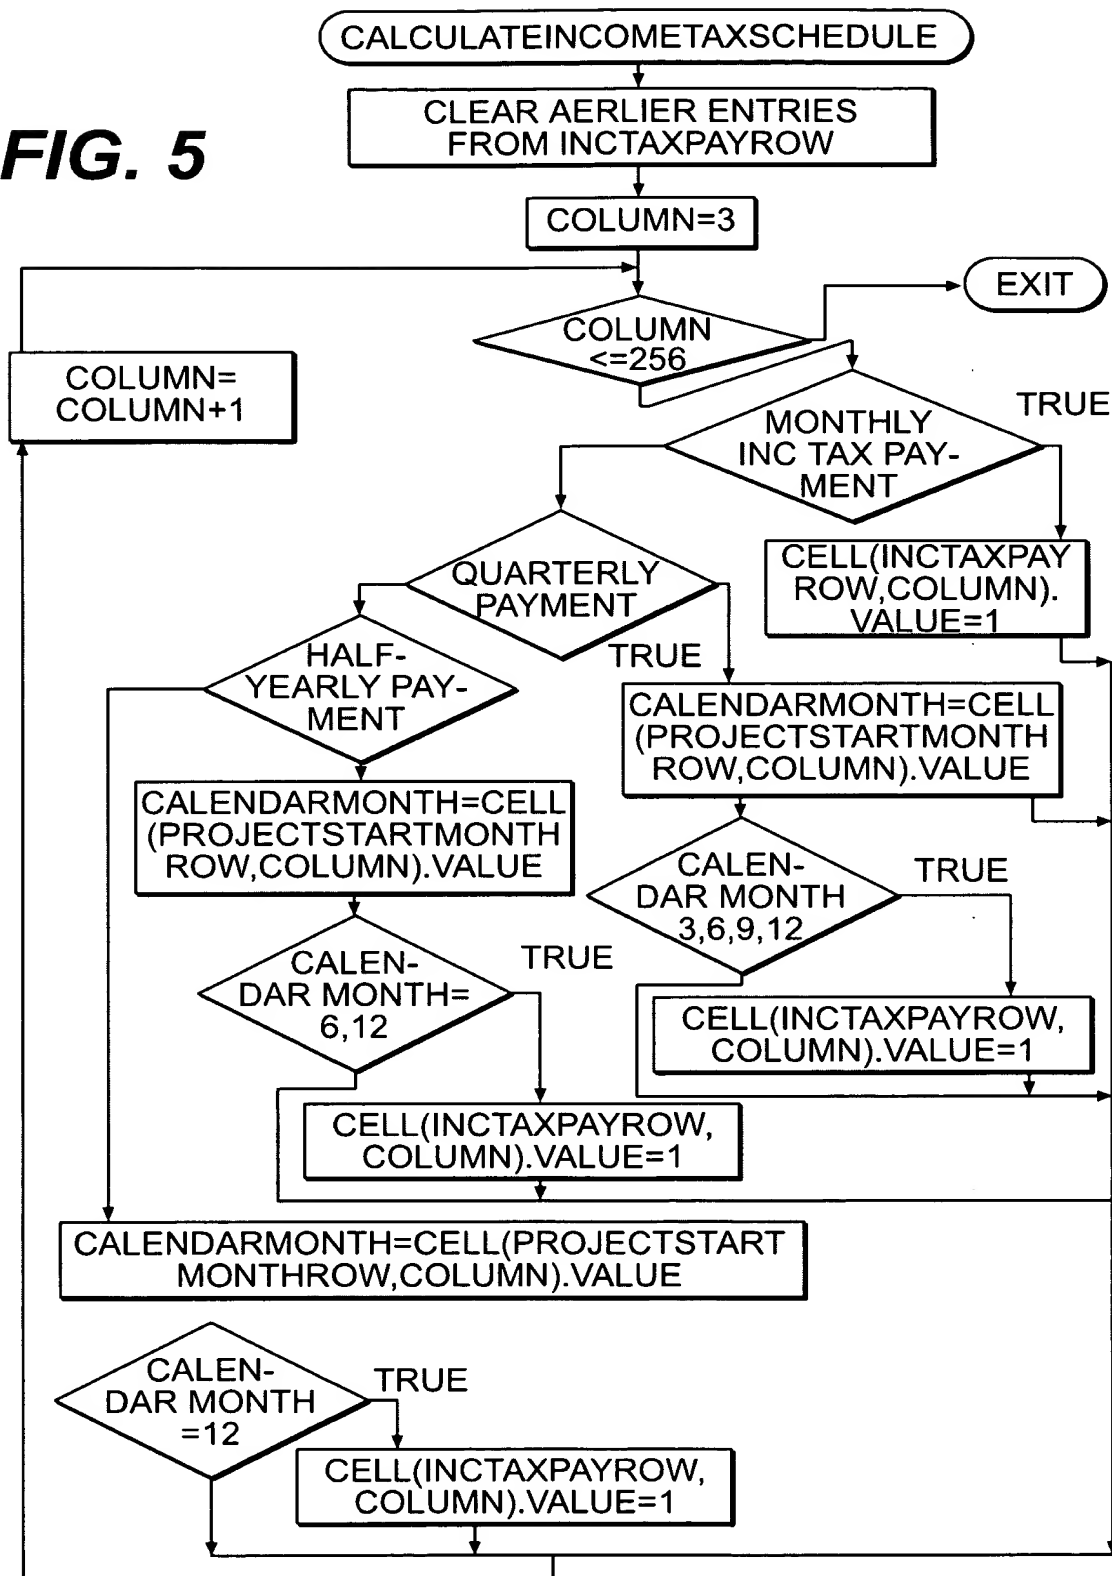 CALCULATEINCOMETAXSCHEDULE
CLEAR AERLIER ENTRIES
FROM INCTAXPAYROW
FIG. 5
COLUMN=3
EXIT
COLUMN
<=256
COLUMN=
COLUMN+1
TRUE
MONTHLY
INC TAX PAY-
MENT
CELL(INCTAXPAY
ROW,COLUMN).
VALUE=1
QUARTERLY
PAYMENT
TRUE
HALF-
YEARLY PAY-
MENT
CALENDARMONTH=CELL
(PROJECTSTARTMONTH
ROW,COLUMN).VALUE
CALENDARMONTH=CELL
(PROJECTSTARTMONTH
ROW,COLUMN).VALUE
CALEN-
DAR MONTH
3,6,9,12
TRUE
CALEN-
DAR MONTH=
6,12
TRUE
CELL(INCTAXPAYROW,
COLUMN).VALUE=1
CELL(INCTAXPAYROW,
COLUMN).VALUE=1
CALENDARMONTH=CELL(PROJECTSTART
MONTHROW,COLUMN).VALUE
CALEN-
DAR MONTH
=12
TRUE
CELL(INCTAXPAYROW,
COLUMN).VALUE=1